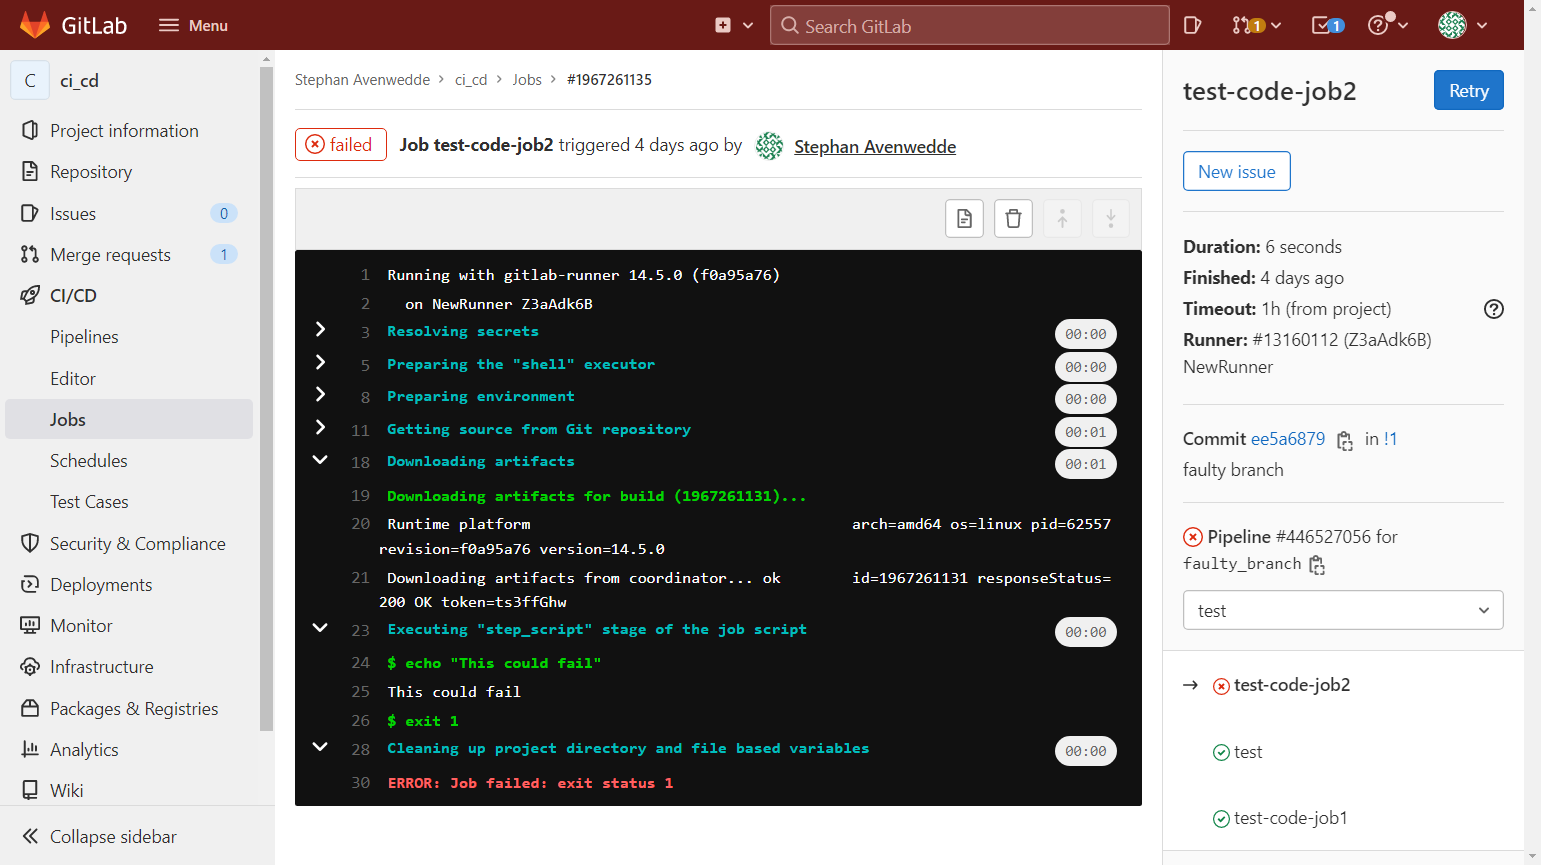 GitLab
Menu
Search GitLab
1
1
C
ci_cd
Project information
Repository
Issues
0
Merge requests
1
CI/CD
Pipelines
Editor
Jobs
Schedules
Test Cases
Security & Compliance
Deployments
Monitor
Infrastructure
Packages & Registries
Analytics
Wiki
Collapse sidebar
Stephan Avenwedde > ci_cd > Jobs > #1967261135
failed
Job test-code-job2 triggered 4 days ago by Stephan Avenwedde
1 Running with gitlab-runner 14.5.0 (f0a95a76)
2 on NewRunner Z3aAdk6B
3 Resolving secrets 00:00
5 Preparing the "shell" executor 00:00
8 Preparing environment 00:00
11 Getting source from Git repository 00:01
18 Downloading artifacts 00:01
19 Downloading artifacts for build (1967261131)...
20 Runtime platform arch=amd64 os=linux pid=62557
revision=f0a95a76 version=14.5.0
21 Downloading artifacts from coordinator... ok id=1967261131 responseStatus=
200 OK token=ts3ffGhw
23 Executing "step_script" stage of the job script 00:00
24 $ echo "This could fail"
25 This could fail
26 $ exit 1
28 Cleaning up project directory and file based variables 00:00
30 ERROR: Job failed: exit status 1
test-code-job2
Retry
New issue
Duration: 6 seconds
Finished: 4 days ago
Timeout: 1h (from project)
Runner: #13160112 (Z3aAdk6B)
NewRunner
Commit ee5a6879 in !1
faulty branch
Pipeline #446527056 for
faulty_branch
test
→ test-code-job2
test
test-code-job1